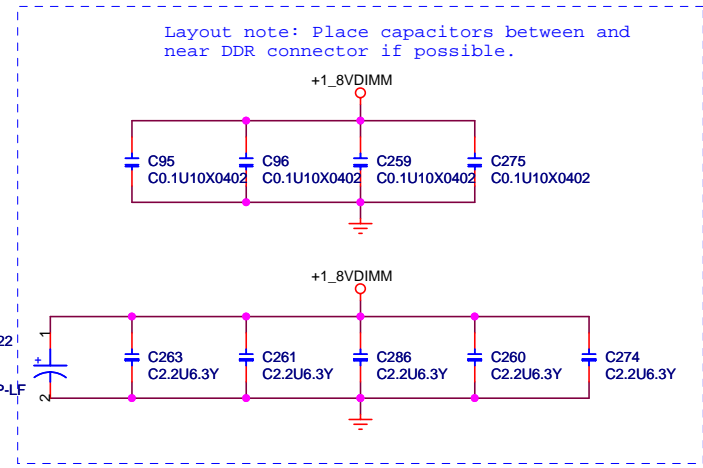 Layout note: Place capacitors between and
near DDR connector if possible.
+1_8VDIMM
C95
C0.1U10X0402
C96
C0.1U10X0402
C259
C0.1U10X0402
C275
C0.1U10X0402
+1_8VDIMM
22
1
+
2
P-LF
C263
C2.2U6.3Y
C261
C2.2U6.3Y
C286
C2.2U6.3Y
C260
C2.2U6.3Y
C274
C2.2U6.3Y